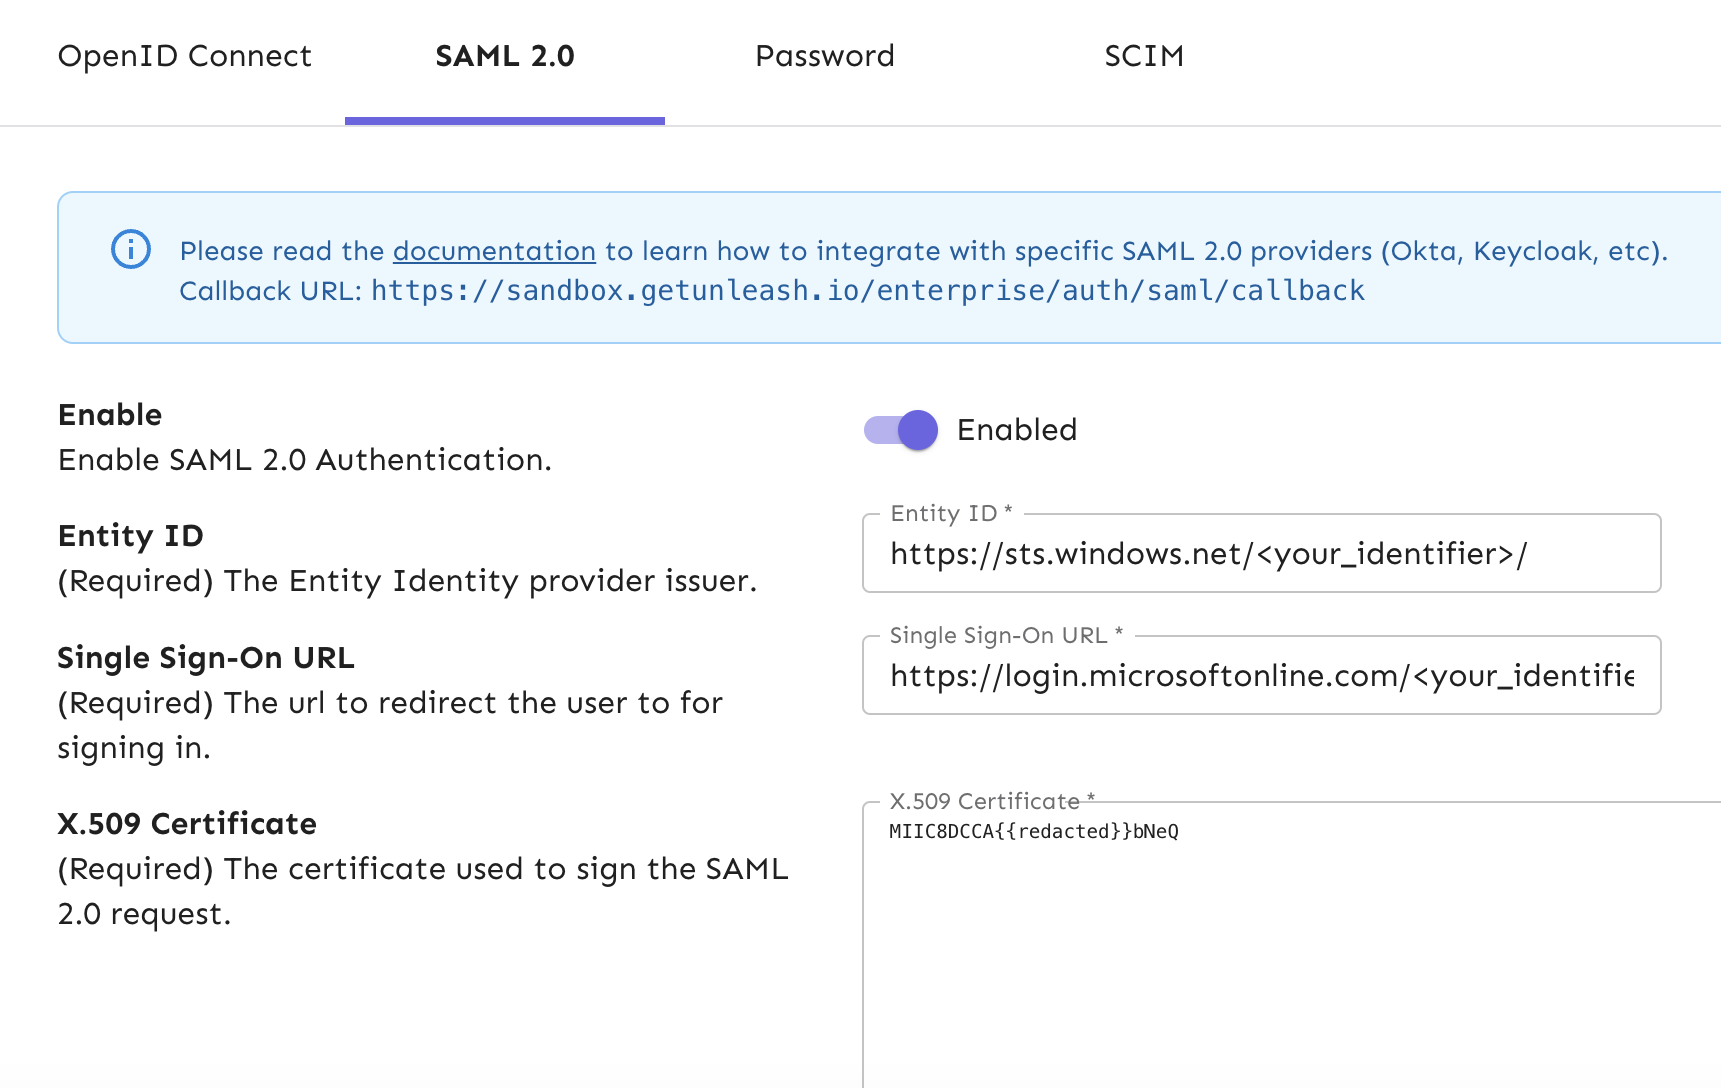 OpenID Connect SAML 2.0 Password SCIM
Please read the documentation to learn how to integrate with specific SAML 2.0 providers (Okta, Keycloak, etc).
Callback URL: https://sandbox.getunleash.io/enterprise/auth/saml/callback
Enable
Enable SAML 2.0 Authentication.
Enabled
Entity ID
(Required) The Entity Identity provider issuer.
Entity ID *
https://sts.windows.net/<your_identifier>/
Single Sign-On URL
(Required) The url to redirect the user to for
signing in.
Single Sign-On URL *
https://login.microsoftonline.com/<your_identifie
X.509 Certificate
(Required) The certificate used to sign the SAML
2.0 request.
X.509 Certificate *
MIIC8DCCA{{redacted}}bNeQ